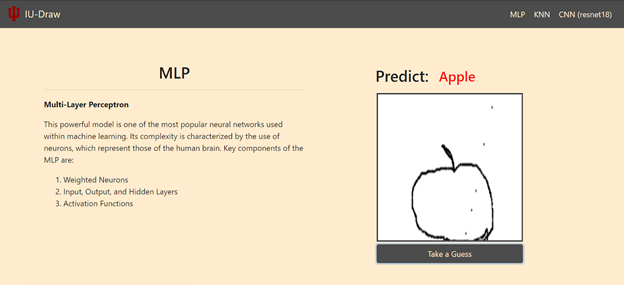 IU-Draw
MLP KNN CNN (resnet18)
MLP
Multi-Layer Perceptron
This powerful model is one of the most popular neural networks used
within machine learning. Its complexity is characterized by the use of
neurons, which represent those of the human brain. Key components of the
MLP are:
1. Weighted Neurons
2. Input, Output, and Hidden Layers
3. Activation Functions
Predict: Apple
Take a Guess